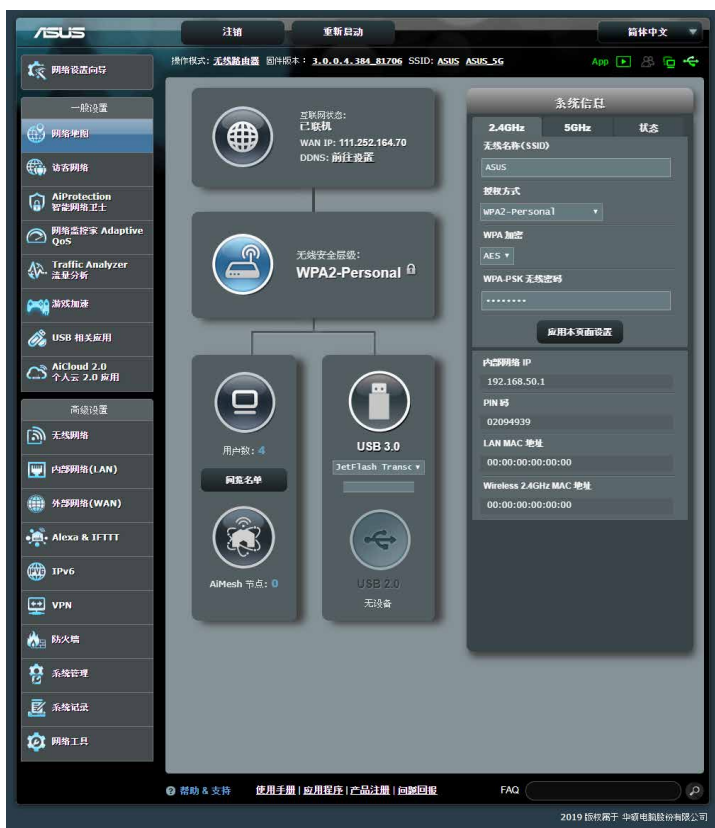 ASUS
注销
重新启动
简体中文
操作模式: 无线路由器 固件版本: 3.0.0.4.384_81706 SSID: ASUS ASUS_5G
App
网络设置向导
一般设置
网络地图
访客网络
AiProtection
智能网络卫士
网络监控家 Adaptive
QoS
Traffic Analyzer
流量分析
游戏加速
USB 相关应用
AiCloud 2.0
个人云 2.0 应用
高级设置
无线网络
内部网络(LAN)
外部网络(WAN)
Alexa & IFTTT
IPv6
VPN
防火墙
系统管理
系统记录
网络工具
互联网状态:
已联机
WAN IP: 111.252.164.70
DDNS: 前往设置
无线安全层级:
WPA2-Personal
用户数: 4
阅览名单
AiMesh 节点: 0
USB 3.0
JetFlash Transc
USB 2.0
无设备
系统信息
2.4GHz
5GHz
状态
无线名称(SSID)
ASUS
授权方式
WPA2-Personal
WPA 加密
AES
WPA-PSK 无线密码
········
应用本页面设置
内部网络 IP
192.168.50.1
PIN 码
02094939
LAN MAC 地址
00:00:00:00:00:00
Wireless 2.4GHz MAC 地址
00:00:00:00:00:00
帮助 & 支持
使用手册 | 应用程序 | 产品注册 | 问题回报
FAQ
2019 版权属于 华硕电脑股份有限公司